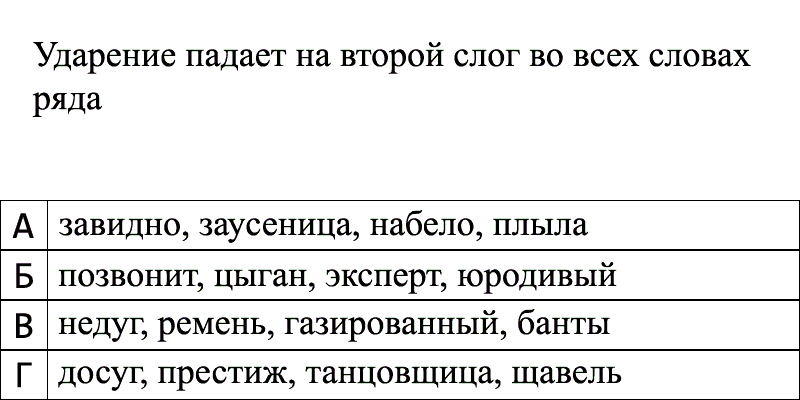 Ударение падает на второй слог во всех словах
ряда
А завидно, заусеница, набело, плыла
Б позвонит, цыган, эксперт, юродивый
В недуг, ремень, газированный, банты
Г досуг, престиж, танцовщица, щавель